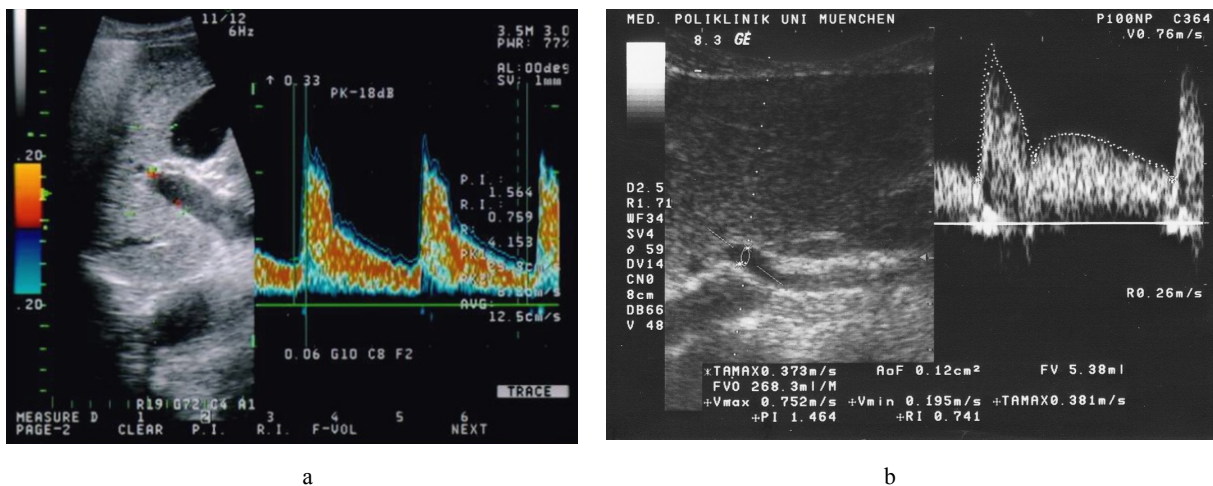 11/12
6Hz
3.5M 3.0
PWR: 77%
AL:00deg
SV: 1mm
↑ 0.33
PK-18dB
.20
.20
P.I.:
1.564
R.I.:
0.759
4.153
AVG:
12.5cm/s
0.06 G10 C8 F2
TRACE
R19 G72 C4 A1
MEASURE D 1 2 3 4 5 6
PAGE-2 CLEAR P.I. R.I. F-VOL NEXT
a
MED. POLIKLINIK UNI MUENCHEN
P100NP C364
V0.76m/s
8.3 GE
D2.5
R1.71
WF34
SV4
θ 59
DV14
CN0
8cm
DB66
V 48
R0.26m/s
*TAMAX0.373m/s AoF 0.12cm² FV 5.38ml
FVO 268.3ml/M
+Vmax 0.752m/s +Vmin 0.195m/s +TAMAX0.381m/s
+PI 1.464 +RI 0.741
b